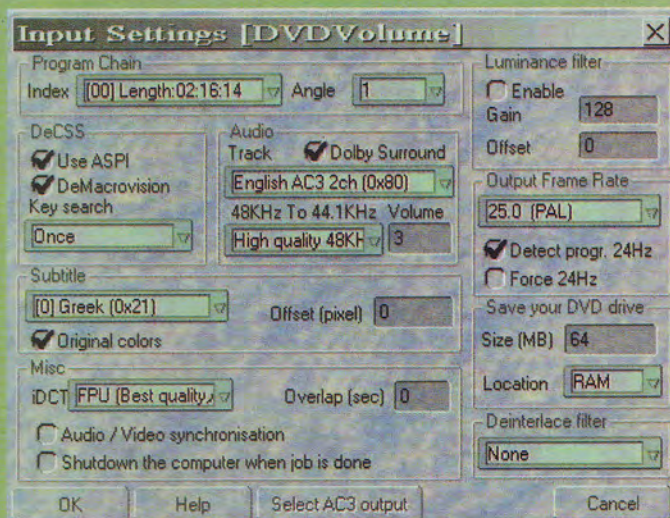 Input Settings [DVDVolume]
Program Chain
Index [[00] Length:02:16:14 Angle 1
DeCSS
Use ASPI
DeMacrovision
Key search
Once
Audio
Track Dolby Surround
English AC3 2ch (0x80)
48KHz To 44.1KHz Volume
High quality 48KH 3
Subtitle
[0] Greek (0x21) Offset (pixel) 0
Original colors
Misc
iDCT FPU (Best quality, Overlap (sec) 0
Audio / Video synchronisation
Shutdown the computer when job is done
OK Help Select AC3 output
Luminance filter
Enable
Gain 128
Offset 0
Output Frame Rate
25.0 (PAL)
Detect progr. 24Hz
Force 24Hz
Save your DVD drive
Size (MB) 64
Location RAM
Deinterlace filter
None
Cancel